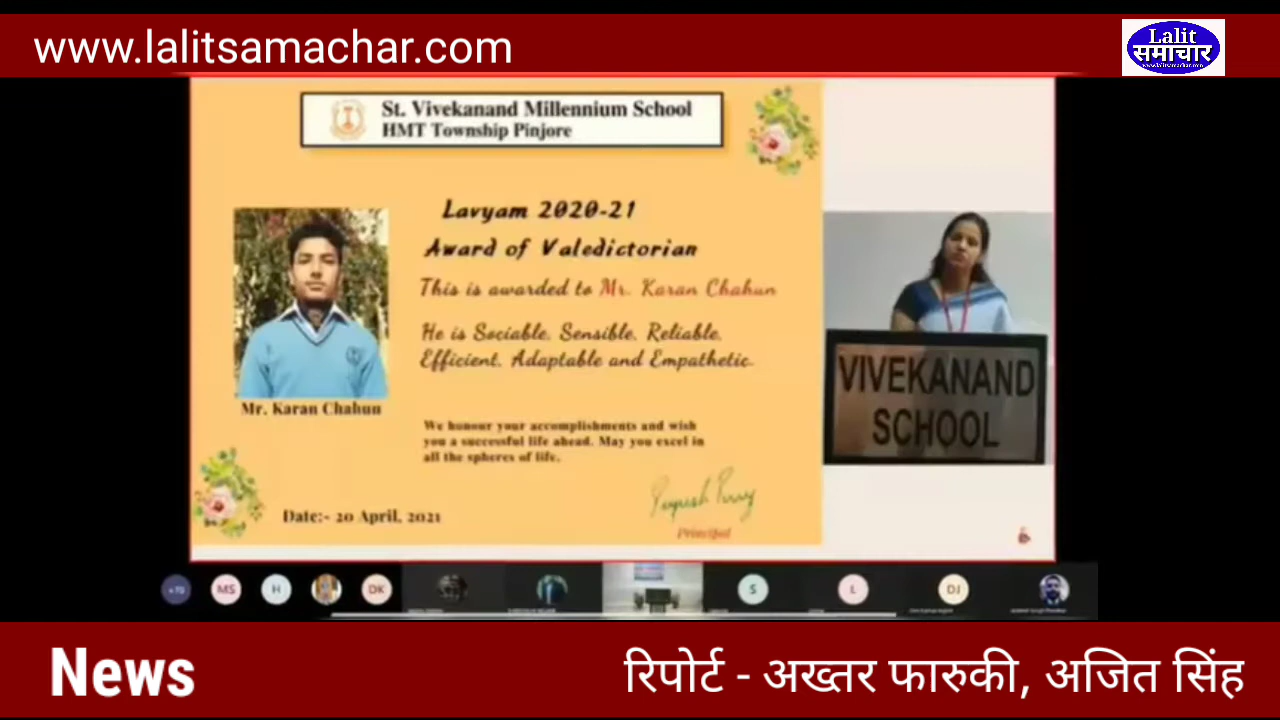 www.lalitsamachar.com
Lalit
समाचार
St. Vivekanand Millennium School
HMT Township Pinjore
Lavyam 2020-21
Award of Valedictorian
This is awarded to Mr. Karan Chahun
He is Sociable, Sensible, Reliable,
Efficient, Adaptable and Empathetic.
Mr. Karan Chahun
We honour your accomplishments and wish
you a successful life ahead. May you excel in
all the spheres of life.
Date:- 20 April, 2021
Principal
VIVEKANAND
SCHOOL
MS
H
DK
S
L
DJ
News
रिपोर्ट - अख्तर फारुकी, अजित सिंह